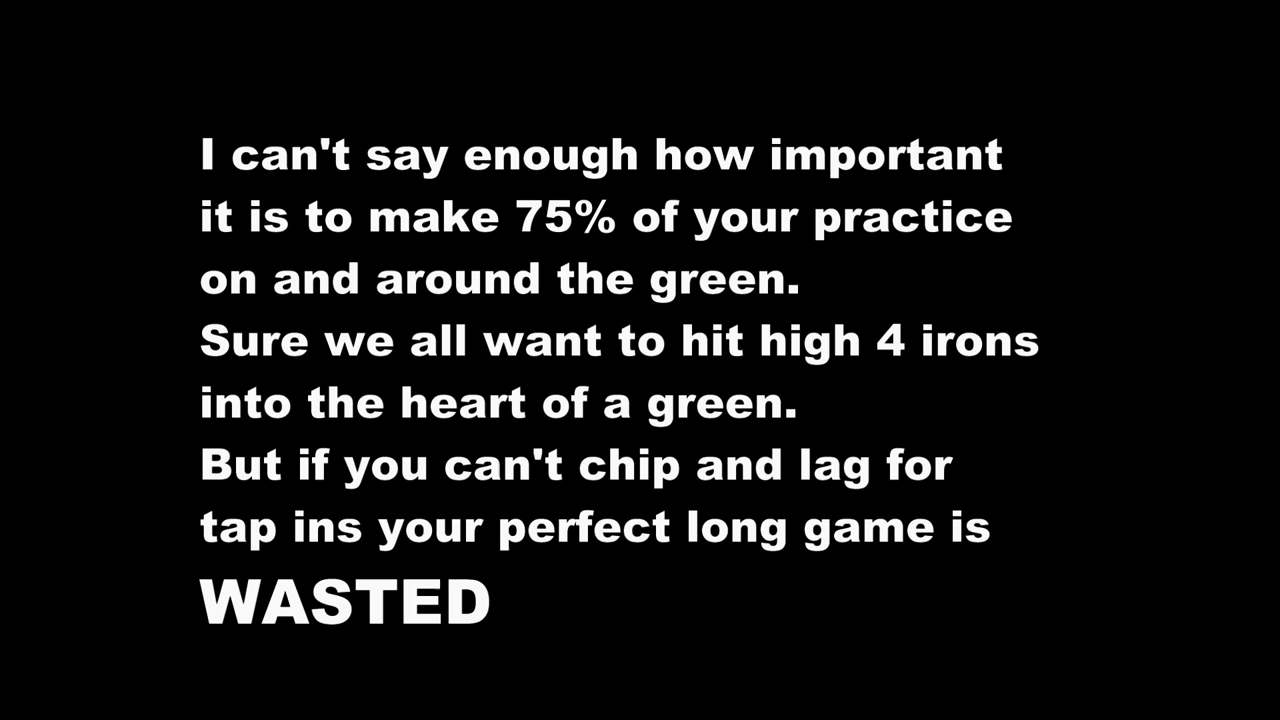 I can't say enough how important
it is to make 75% of your practice
on and around the green.
Sure we all want to hit high 4 irons
into the heart of a green.
But if you can't chip and lag for
tap ins your perfect long game is
WASTED